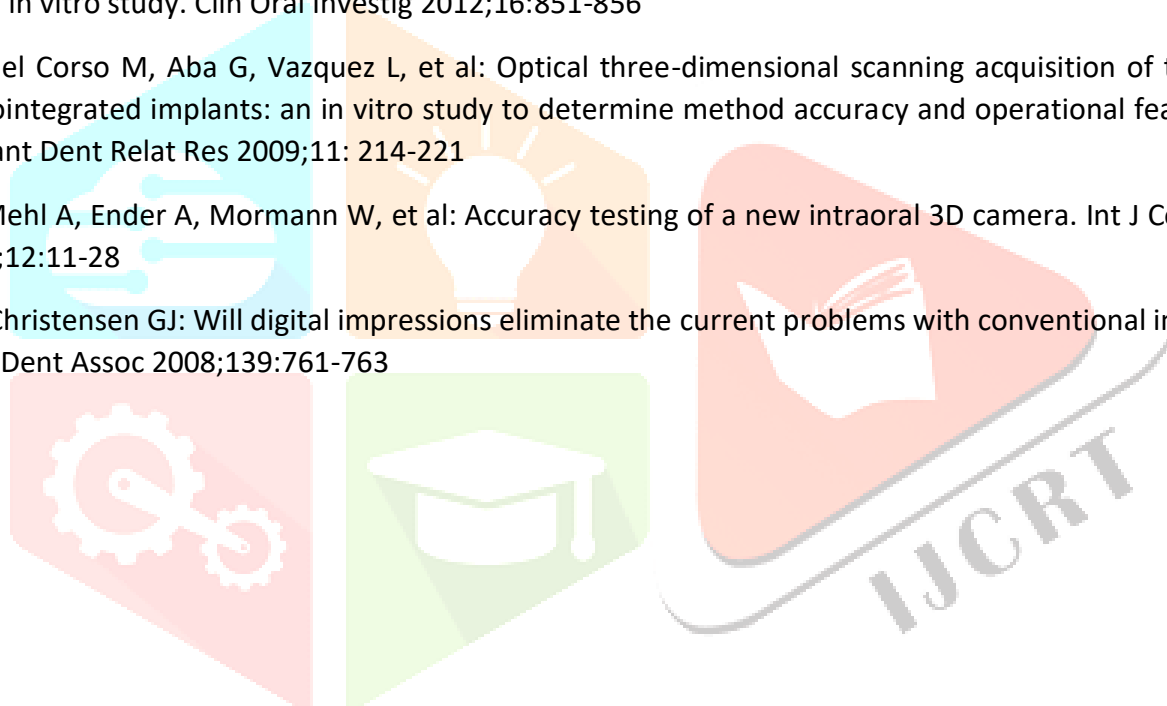 in vitro study. Clin Oral Investig 2012;16:851-856
el Corso M, Aba G, Vazquez L, et al: Optical three-dimensional scanning acquisition of
ointegrated implants: an in vitro study to determine method accuracy and operational fea
ant Dent Relat Res 2009;11: 214-221
Mehl A, Ender A, Mormann W, et al: Accuracy testing of a new intraoral 3D camera. Int J Co
;12:11-28
Christensen GJ: Will digital impressions eliminate the current problems with conventional in
Dent Assoc 2008;139:761-763
IJCRT